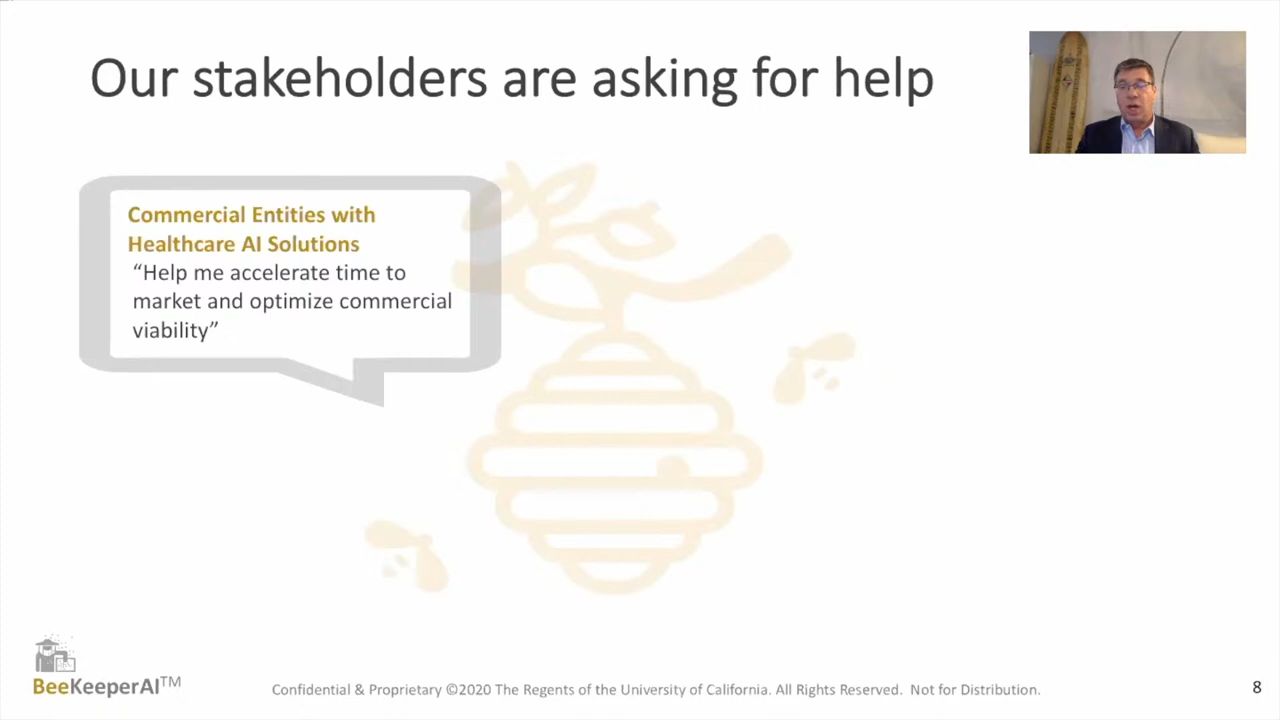 Our stakeholders are asking for help
Commercial Entities with
Healthcare AI Solutions
“Help me accelerate time to
market and optimize commercial
viability”
BeeKeeperAI™
Confidential & Proprietary ©2020 The Regents of the University of California. All Rights Reserved. Not for Distribution.
8